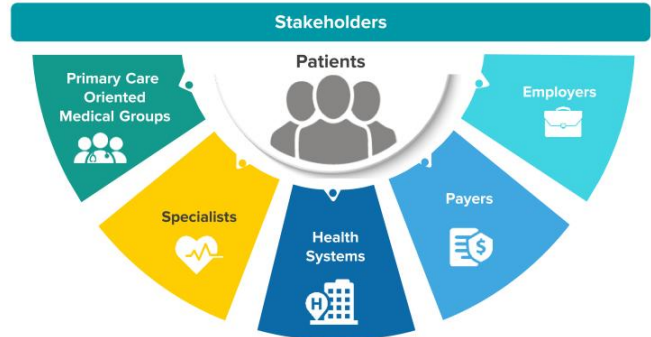 Stakeholders
Patients
Primary Care
Oriented
Medical Groups
Specialists
Health
Systems
H
Payers
$
Employers